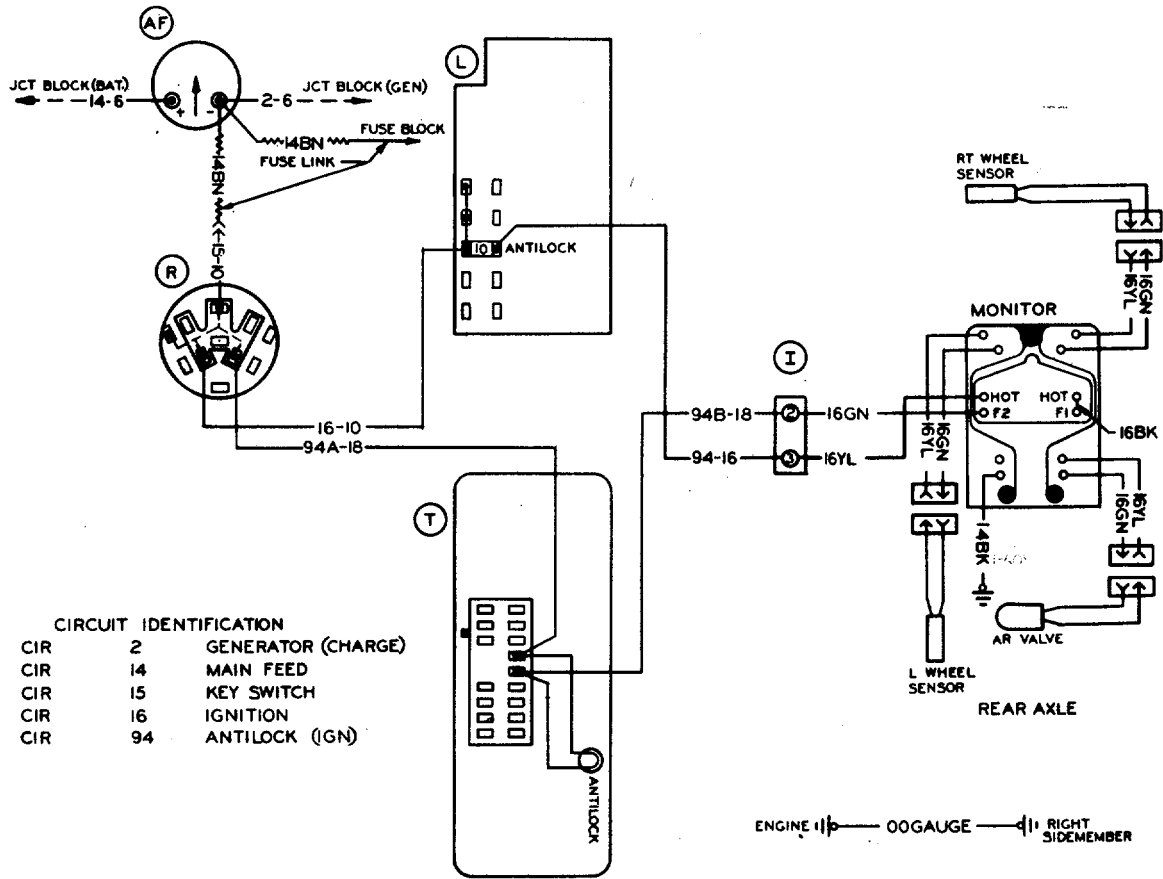 AF
JCT BLOCK (BAT.)
14-6
+
-
2-6
JCT BLOCK (GEN)
14BN
FUSE BLOCK
FUSE LINK
14BN
15-10
R
L
10
ANTILOCK
16-10
94A-18
T
ANTILOCK
I
94B-18
2
16GN
94-16
3
16YL
RT WHEEL
SENSOR
16YL
16GN
MONITOR
HOT
HOT
F2
F1
16BK
16YL
16GN
16GN
16YL
14BK
AR VALVE
L WHEEL
SENSOR
REAR AXLE
CIRCUIT IDENTIFICATION
CIR 2 GENERATOR (CHARGE)
CIR 14 MAIN FEED
CIR 15 KEY SWITCH
CIR 16 IGNITION
CIR 94 ANTILOCK (IGN)
ENGINE 00GAUGE RIGHT
SIDEMEMBER